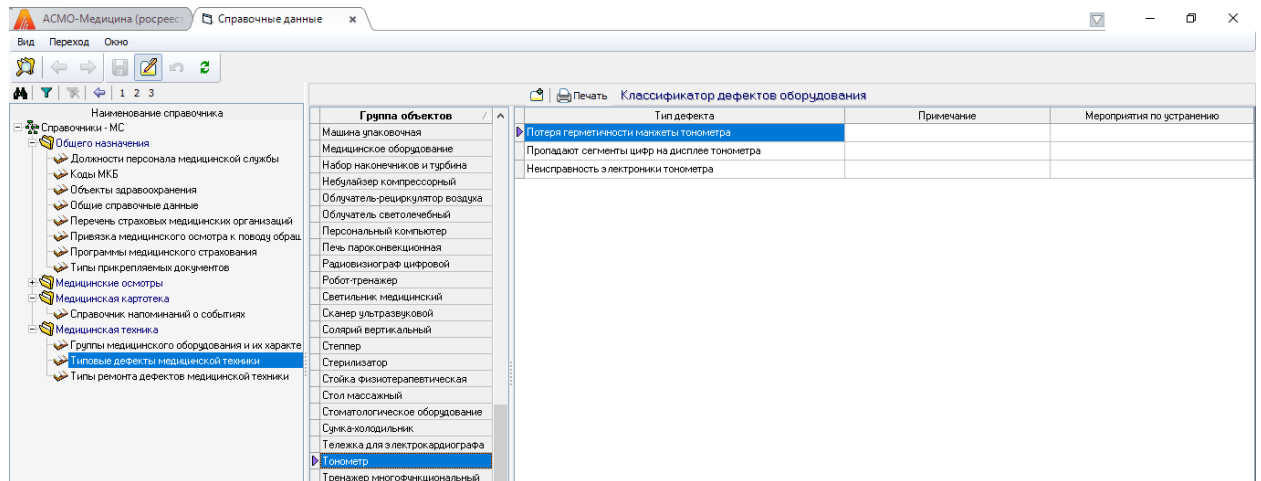 АСМО-Медицина (росреест
Справочные данные
Вид Переход Окно
1 2 3
Печать Классификатор дефектов оборудования
Наименование справочника
Справочники - МС
Общего назначения
Должности персонала медицинской службы
Коды МКБ
Объекты здравоохранения
Общие справочные данные
Перечень страховых медицинских организаций
Привязка медицинского осмотра к поводу обращ
Программы медицинского страхования
Типы прикрепляемых документов
Медицинские осмотры
Медицинская картотека
Справочник напоминаний о событиях
Медицинская техника
Группы медицинского оборудования и их характе
Типовые дефекты медицинской техники
Типы ремонта дефектов медицинской техники
Группа объектов
Машина упаковочная
Медицинское оборудование
Набор наконечников и турбина
Небулайзер компрессорный
Облучатель-рециркулятор воздуха
Облучатель светолечебный
Персональный компьютер
Печь пароконвекционная
Радиовизиограф цифровой
Робот-тренажер
Светильник медицинский
Сканер ультразвуковой
Солярий вертикальный
Степпер
Стерилизатор
Стойка физиотерапевтическая
Стол массажный
Стоматологическое оборудование
Сумка-холодильник
Тележка для электрокардиографа
Тонометр
Тренажер многофункциональный
Тип дефекта Примечание Мероприятия по устранению
Потеря герметичности манжеты тонометра
Пропадают сегменты цифр на дисплее тонометра
Неисправность электроники тонометра